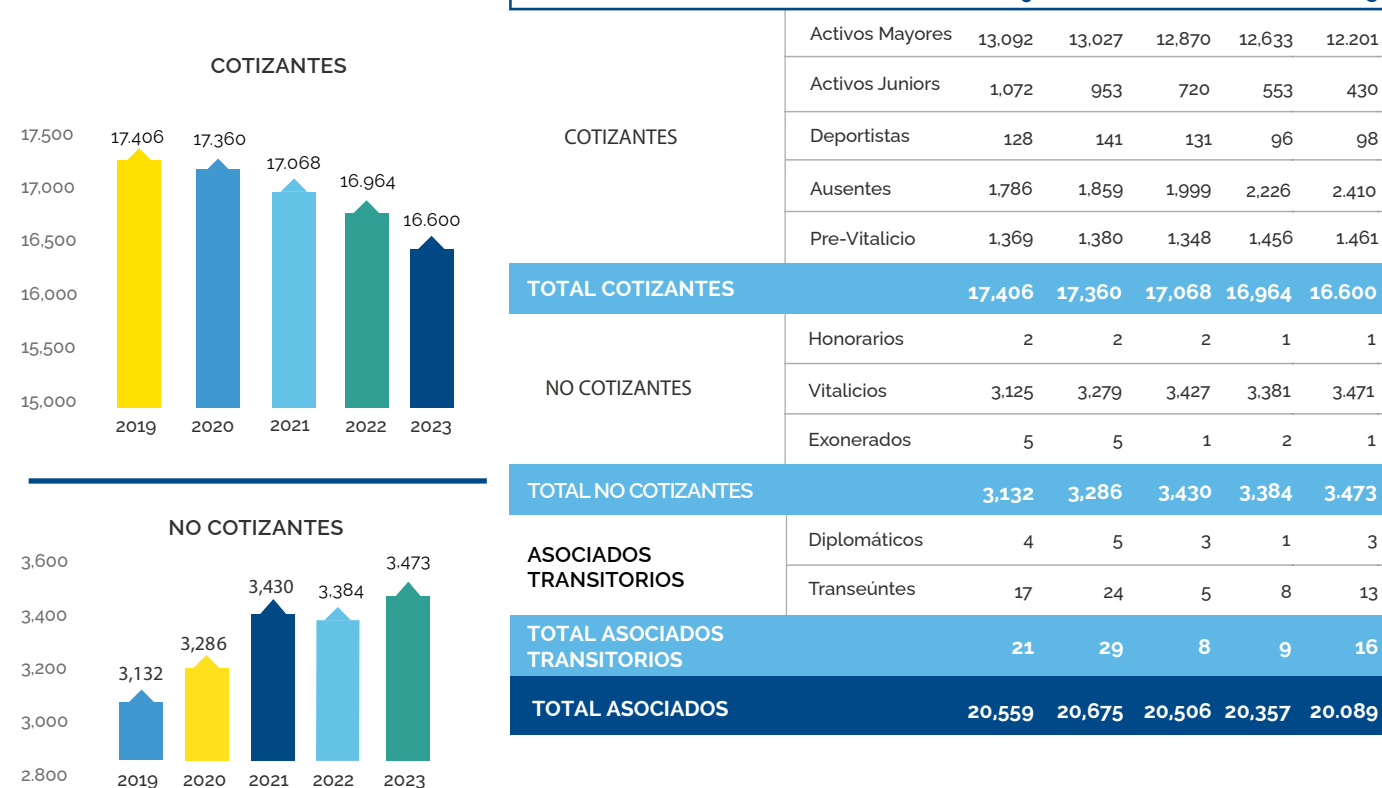 COTIZANTES
17.500
17,000
16,500
16,000
15,500
15,000
17.406
17.360
17.068
16.964
16.600
2019 2020 2021 2022 2023
NO COTIZANTES
3,600
3,400
3,200
3,000
2.800
3,132
3,286
3,430
3.384
3.473
2019 2020 2021 2022 2023
COTIZANTES
Activos Mayores 13,092 13,027 12,870 12,633 12.201
Activos Juniors 1,072 953 720 553 430
Deportistas 128 141 131 96 98
Ausentes 1,786 1,859 1,999 2,226 2.410
Pre-Vitalicio 1,369 1,380 1,348 1,456 1.461
TOTAL COTIZANTES 17,406 17,360 17,068 16,964 16.600
NO COTIZANTES
Honorarios 2 2 2 1 1
Vitalicios 3,125 3,279 3,427 3,381 3.471
Exonerados 5 5 1 2 1
TOTAL NO COTIZANTES 3,132 3,286 3,430 3,384 3.473
ASOCIADOS
TRANSITORIOS
Diplomáticos 4 5 3 1 3
Transeúntes 17 24 5 8 13
TOTAL ASOCIADOS
TRANSITORIOS 21 29 8 9 16
TOTAL ASOCIADOS 20,559 20,675 20,506 20,357 20.089